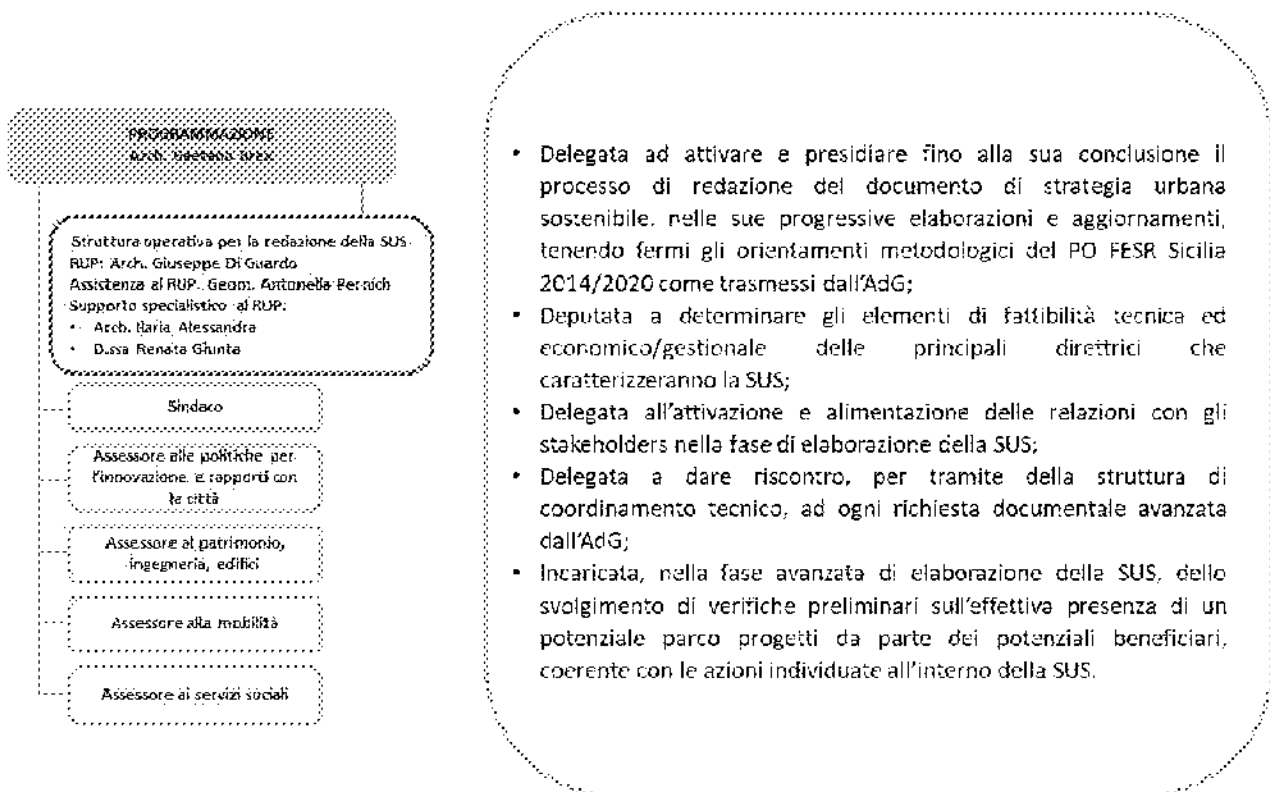 PROGRAMMAZIONE
Arch. Gaetano
Struttura operativa per la redazione della SUS
RUP: Arch. Giuseppe Di Guardo
Assistenza al RUP: Geom. Antonella
Supporto specialistico al RUP:
• Arch. Ilaria Alessandra
• D.ssa Renata Giunta
Sindaco
Assessore alle politiche per
l'innovazione e rapporti con
la città
Assessore al patrimonio,
ingegneria, edifici
Assessore alla mobilità
Assessore ai servizi sociali
• Delegata ad attivare e presidiare fino alla sua conclusione il
processo di redazione del documento di strategia urbana
sostenibile, nelle sue progressive elaborazioni e aggiornamenti,
tenendo fermi gli orientamenti metodologici del PO FESR Sicilia
2014/2020 come trasmessi dall'AdG;
• Deputata a determinare gli elementi di fattibilità tecnica ed
economico/gestionale delle principali direttrici che
caratterizzeranno la SUS;
• Delegata all'attivazione e alimentazione delle relazioni con gli
stakeholders nella fase di elaborazione della SUS;
• Delegata a dare riscontro, per tramite della struttura di
coordinamento tecnico, ad ogni richiesta documentale avanzata
dall'AdG;
• Incaricata, nella fase avanzata di elaborazione della SUS, dello
svolgimento di verifiche preliminari sull'effettiva presenza di un
potenziale parco progetti da parte dei potenziali beneficiari,
coerente con le azioni individuate all'interno della SUS.